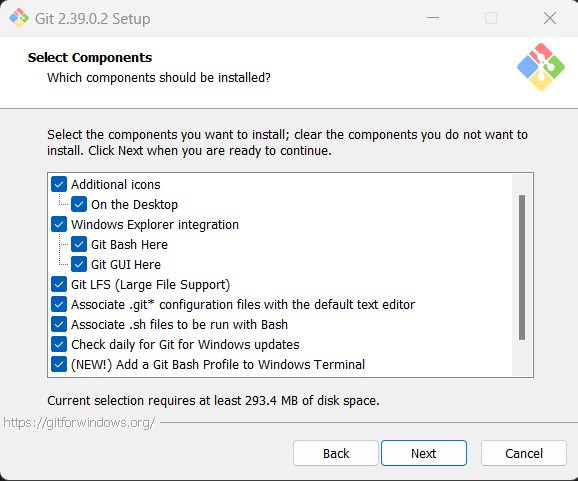 Git 2.39.0.2 Setup
Select Components
Which components should be installed?
Select the components you want to install; clear the components you do not want to
install. Click Next when you are ready to continue.
Additional icons
On the Desktop
Windows Explorer integration
Git Bash Here
Git GUI Here
Git LFS (Large File Support)
Associate .git* configuration files with the default text editor
Associate .sh files to be run with Bash
Check daily for Git for Windows updates
(NEW!) Add a Git Bash Profile to Windows Terminal
Current selection requires at least 293.4 MB of disk space.
https://gitforwindows.org/
Back Next Cancel